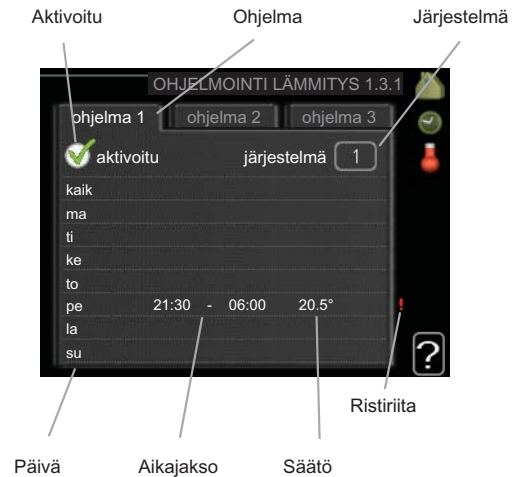 Aktivoitu Ohjelma Järjestelmä
OHJELMOINTI LÄMMITYS 1.3.1
ohjelma 1 ohjelma 2 ohjelma 3
aktivoitu järjestelmä 1
kaik
ma
ti
ke
to
pe 21:30 - 06:00 20.5° !
la
su
?
Ristiriita
Päivä Aikajakso Säätö